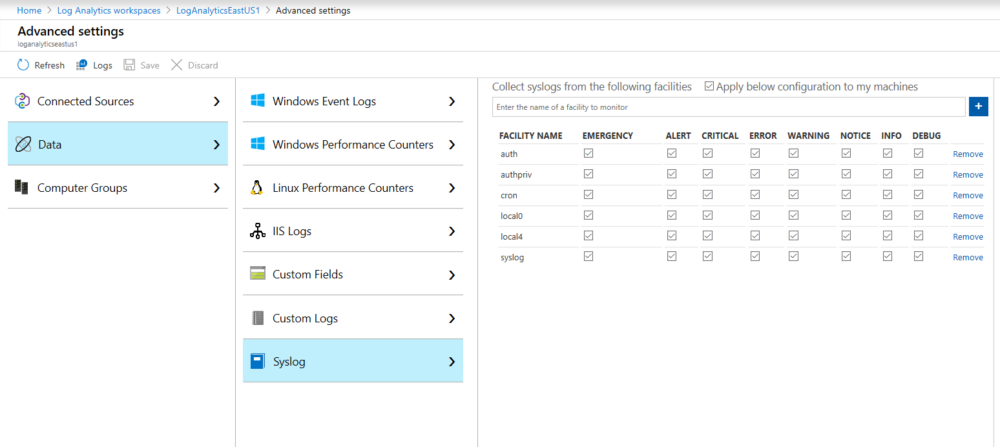 Home > Log Analytics workspaces > LogAnalyticsEastUS1 > Advanced settings
Advanced settings
loganalyticseastus1
Refresh Logs Save Discard
Connected Sources
Data
Computer Groups
Windows Event Logs
Windows Performance Counters
Linux Performance Counters
IIS Logs
Custom Fields
Custom Logs
Syslog
Collect syslogs from the following facilities Apply below configuration to my machines
Enter the name of a facility to monitor +
FACILITY NAME EMERGENCY ALERT CRITICAL ERROR WARNING NOTICE INFO DEBUG
auth Remove
authpriv Remove
cron Remove
local0 Remove
local4 Remove
syslog Remove